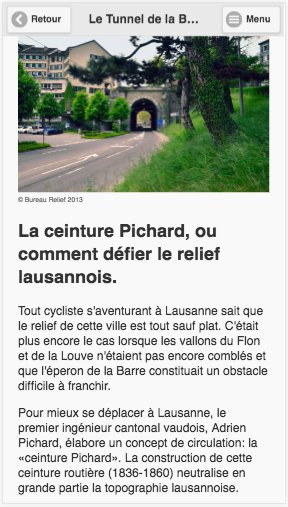 Retour
Le Tunnel de la B...
Menu
© Bureau Relief 2013
La ceinture Pichard, ou
comment défier le relief
lausannois.
Tout cycliste s'aventurant à Lausanne sait que
le relief de cette ville est tout sauf plat. C'était
plus encore le cas lorsque les vallons du Flon
et de la Louve n'étaient pas encore comblés et
que l'éperon de la Barre constituait un obstacle
difficile à franchir.
Pour mieux se déplacer à Lausanne, le
premier ingénieur cantonal vaudois, Adrien
Pichard, élabore un concept de circulation: la
«ceinture Pichard». La construction de cette
ceinture routière (1836-1860) neutralise en
grande partie la topographie lausannoise.